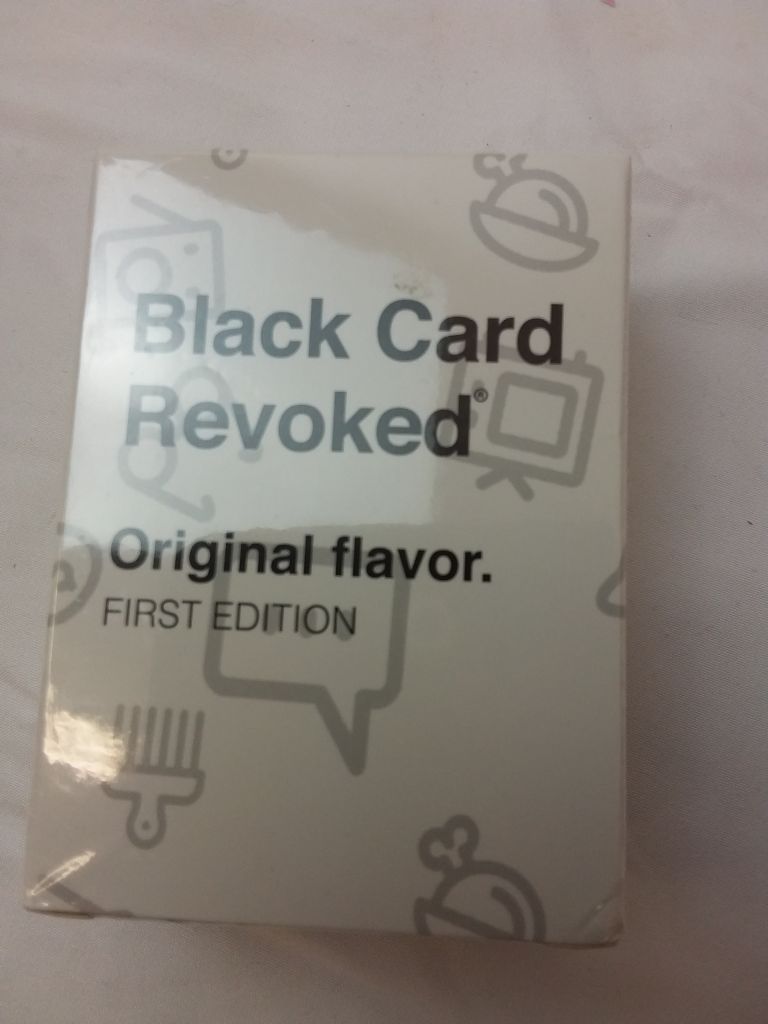 Black Card
Revoked®
Original flavor.
FIRST EDITION